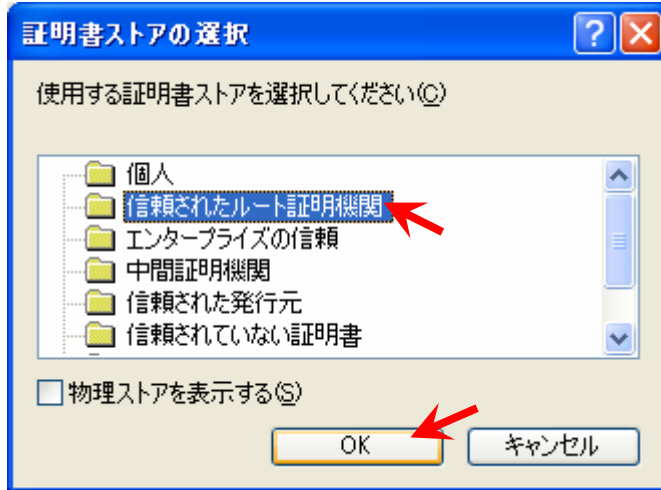 証明書ストアの選択
使用する証明書ストアを選択してください(C)
個人
信頼されたルート証明機関
エンタープライズの信頼
中間証明機関
信頼された発行元
信頼されていない証明書
物理ストアを表示する(S)
OK キャンセル